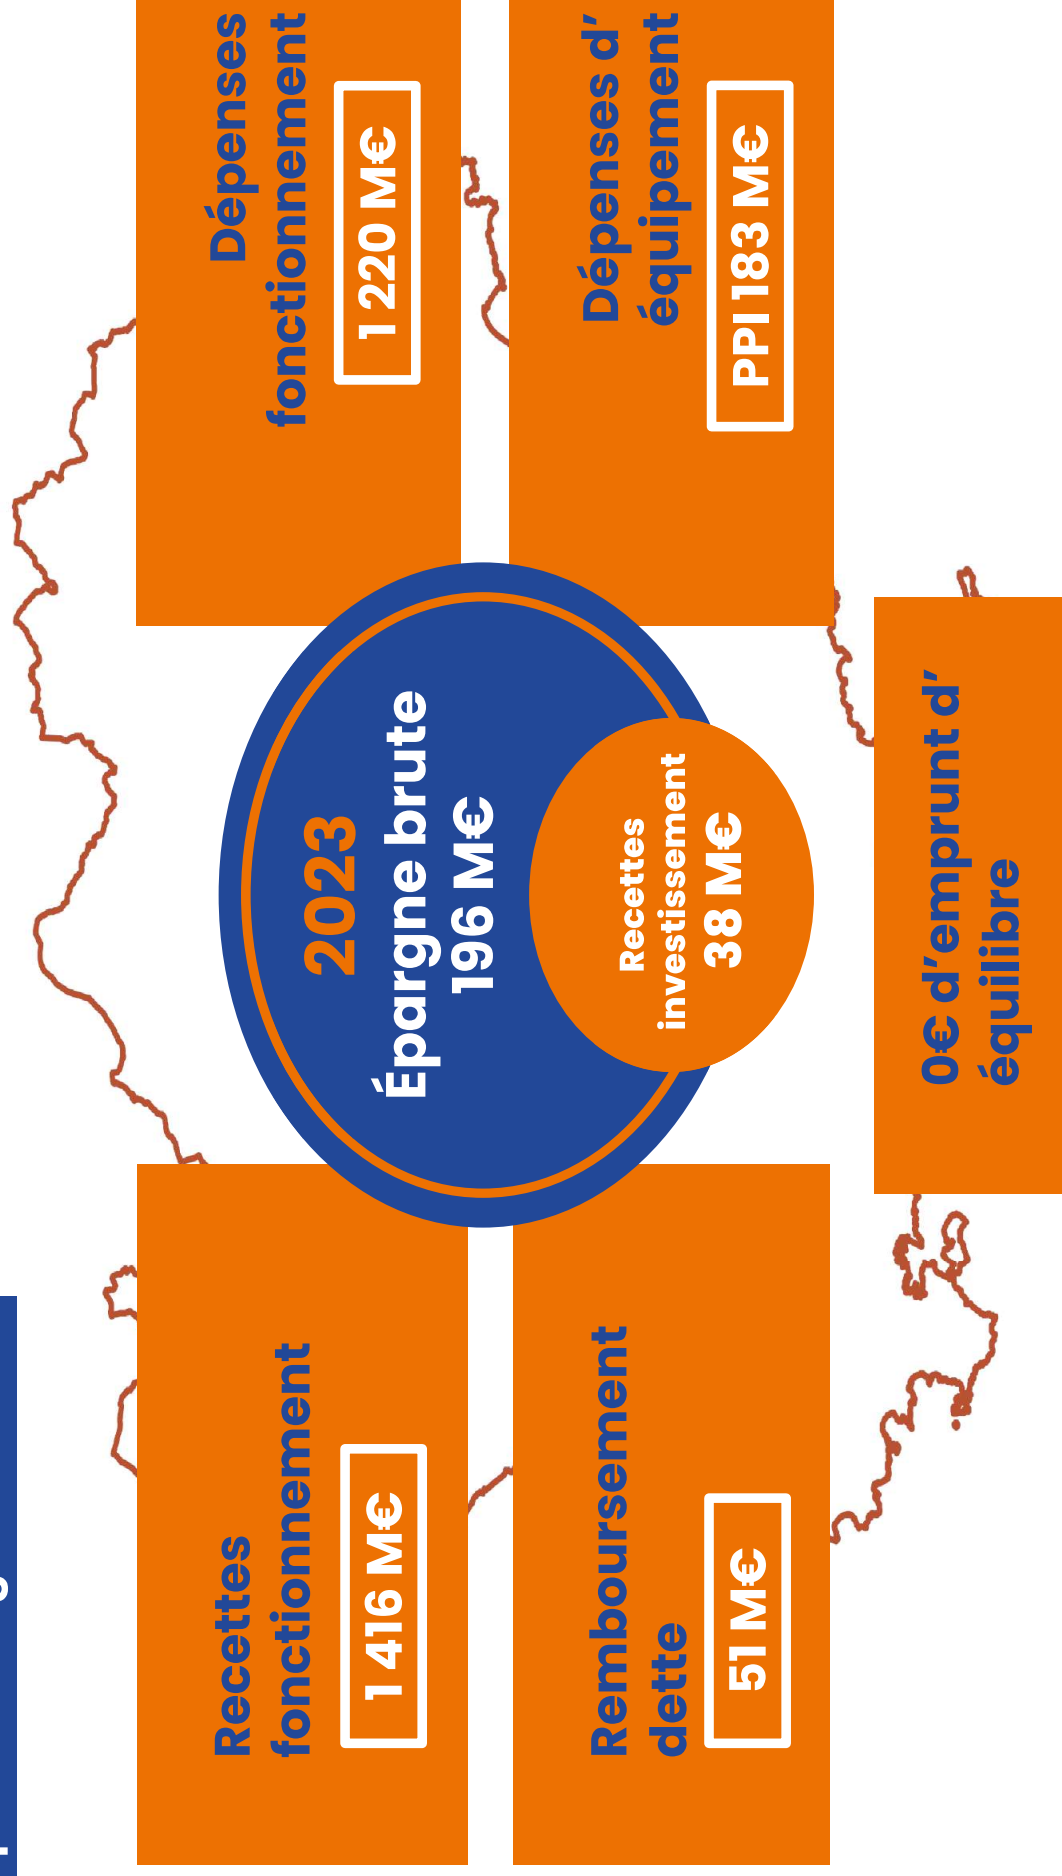 Recettes
fonctionnement
1 416 M€
2023
Épargne brute
196 M€
Dépenses
fonctionnement
1 220 M€
Remboursement
dette
51 M€
Recettes
investissement
38 M€
Dépenses d’
équipement
PPI 183 M€
0€ d’emprunt d’
équilibre